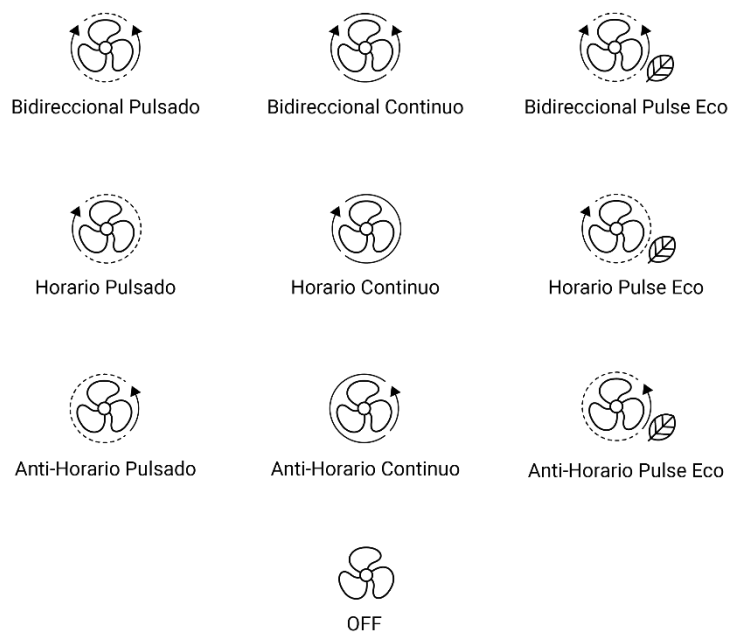 Bidireccional Pulsado
Bidireccional Continuo
Bidireccional Pulse Eco
Horario Pulsado
Horario Continuo
Horario Pulse Eco
Anti-Horario Pulsado
Anti-Horario Continuo
Anti-Horario Pulse Eco
OFF